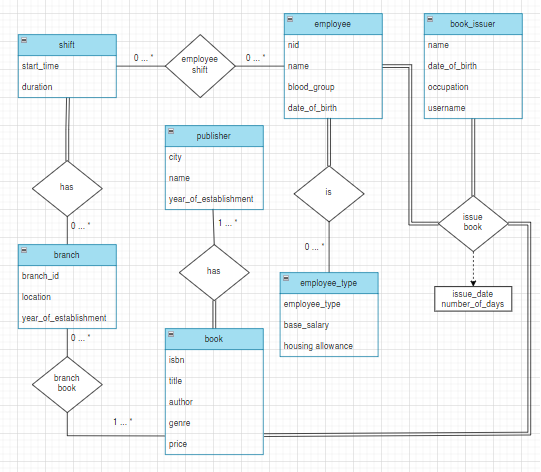 shift
start_time
duration
0 ... *
employee
shift
0 ... *
employee
nid
name
blood_group
date_of_birth
book_issuer
name
date_of_birth
occupation
username
publisher
city
name
year_of_establishment
has
0 ... *
is
0 ... *
1 ... *
has
issue
book
issue_date
number_of_days
branch
branch_id
location
year_of_establishment
0 ... *
employee_type
employee_type
base_salary
housing allowance
book
isbn
title
author
genre
price
branch
book
1 ... *